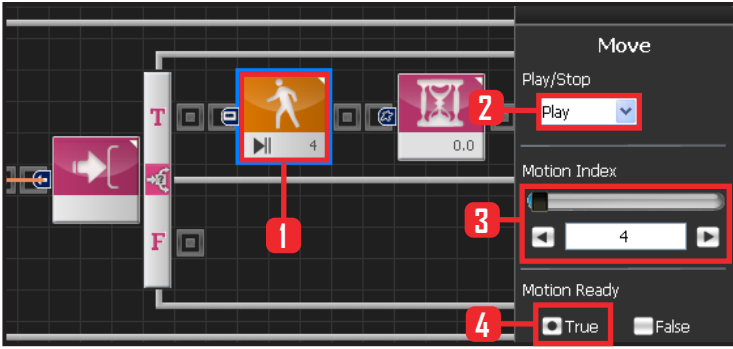 Move
Play/Stop
2
Play
T
4
0.0
Motion Index
1
3
4
F
Motion Ready
4
True
False